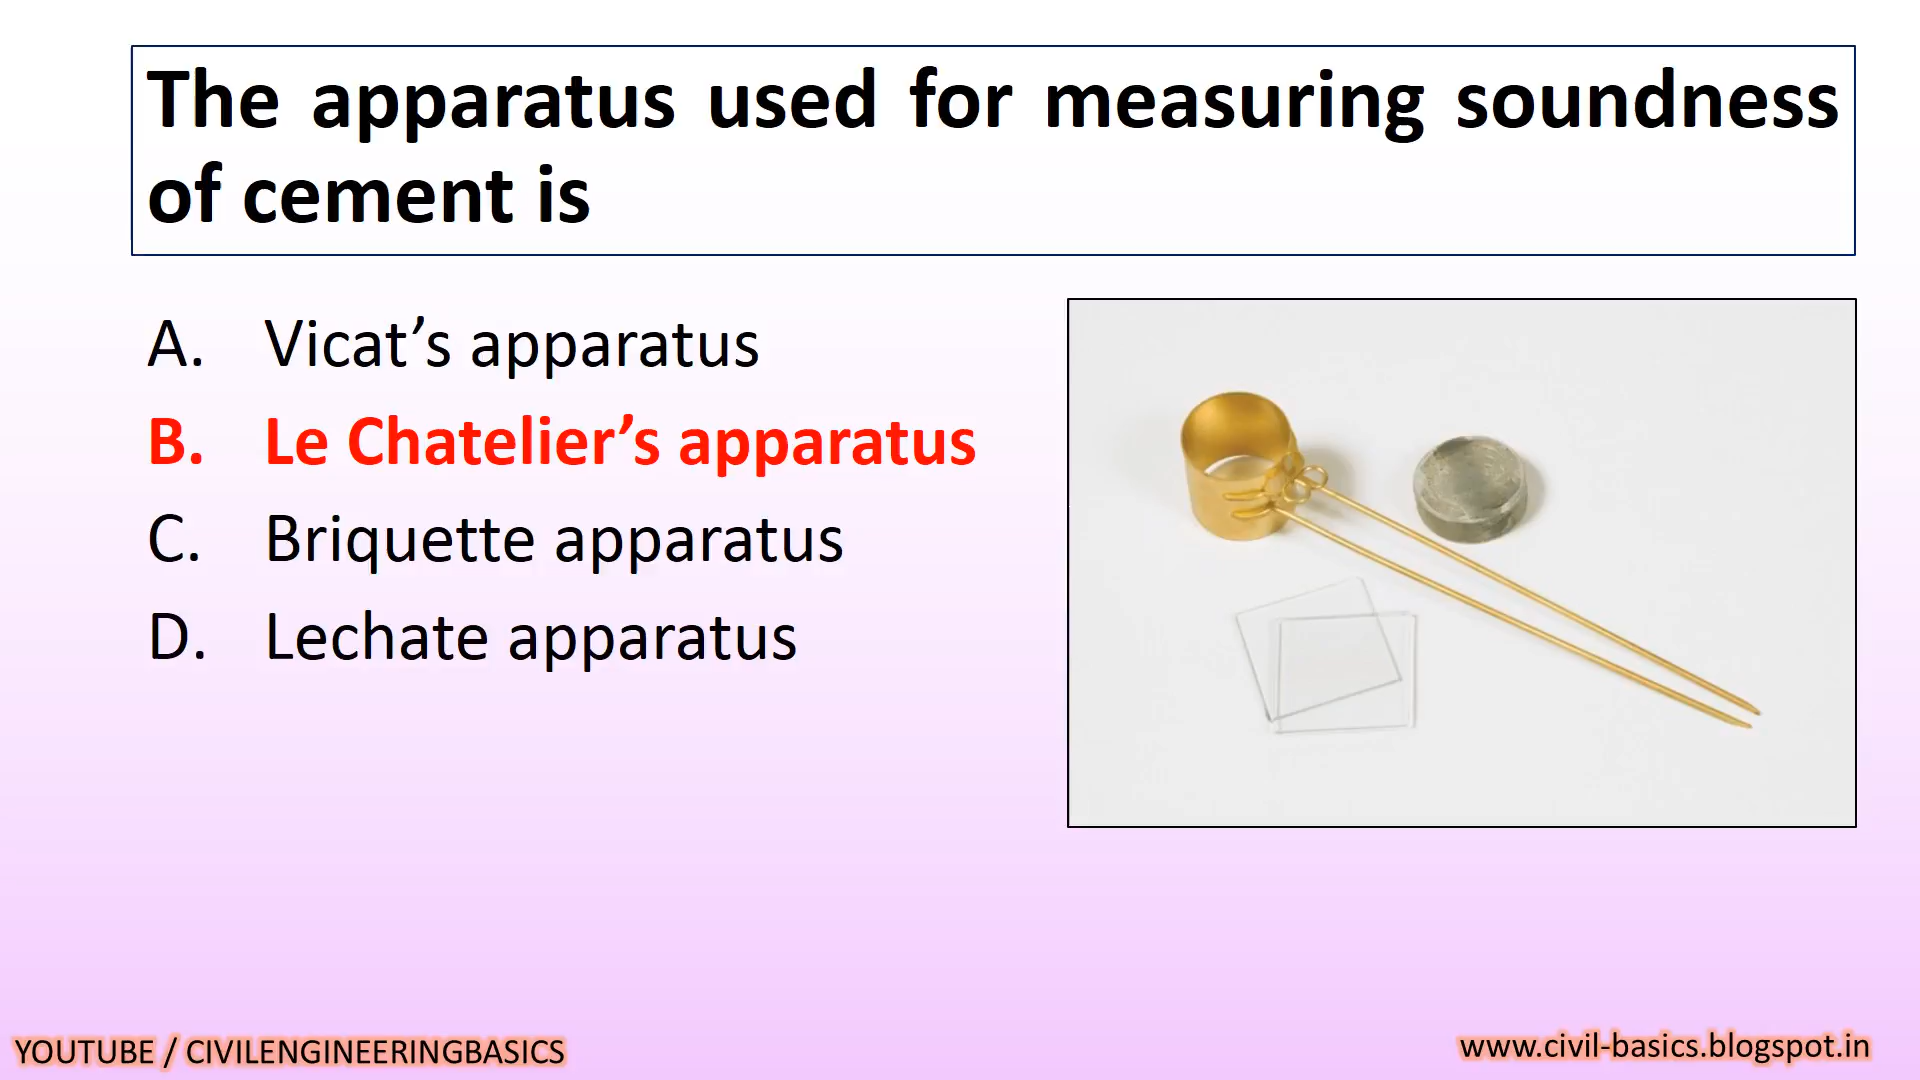 The apparatus used for measuring soundness
of cement is
A. Vicat’s apparatus
B. Le Chatelier’s apparatus
C. Briquette apparatus
D. Lechate apparatus
YOUTUBE / CIVILENGINEERINGBASICS
www.civil-basics.blogspot.in